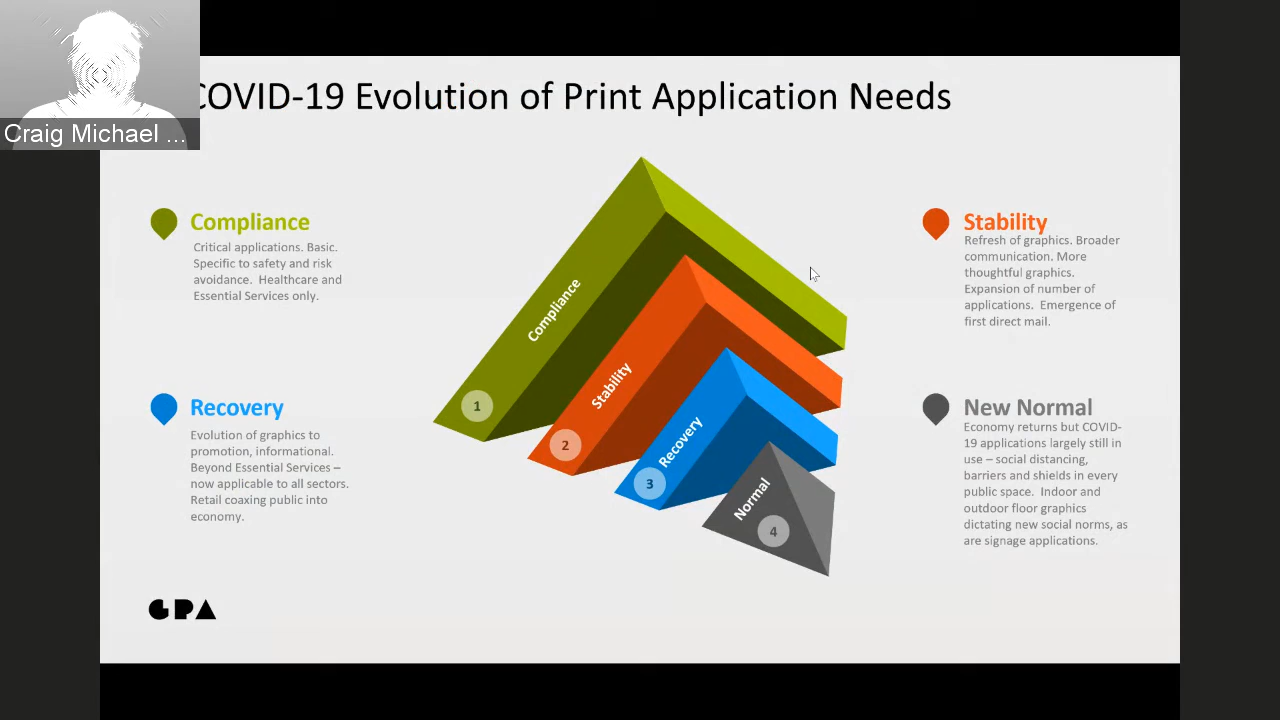 Craig Michael ...
COVID-19 Evolution of Print Application Needs
Compliance
Critical applications. Basic.
Specific to safety and risk
avoidance. Healthcare and
Essential Services only.
Recovery
Evolution of graphics to
promotion, informational.
Beyond Essential Services –
now applicable to all sectors.
Retail coaxing public into
economy.
Compliance
1
Stability
2
Recovery
3
Normal
4
Stability
Refresh of graphics. Broader
communication. More
thoughtful graphics.
Expansion of number of
applications. Emergence of
first direct mail.
New Normal
Economy returns but COVID-
19 applications largely still in
use – social distancing,
barriers and shields in every
public space. Indoor and
outdoor floor graphics
dictating new social norms, as
are signage applications.
GPA